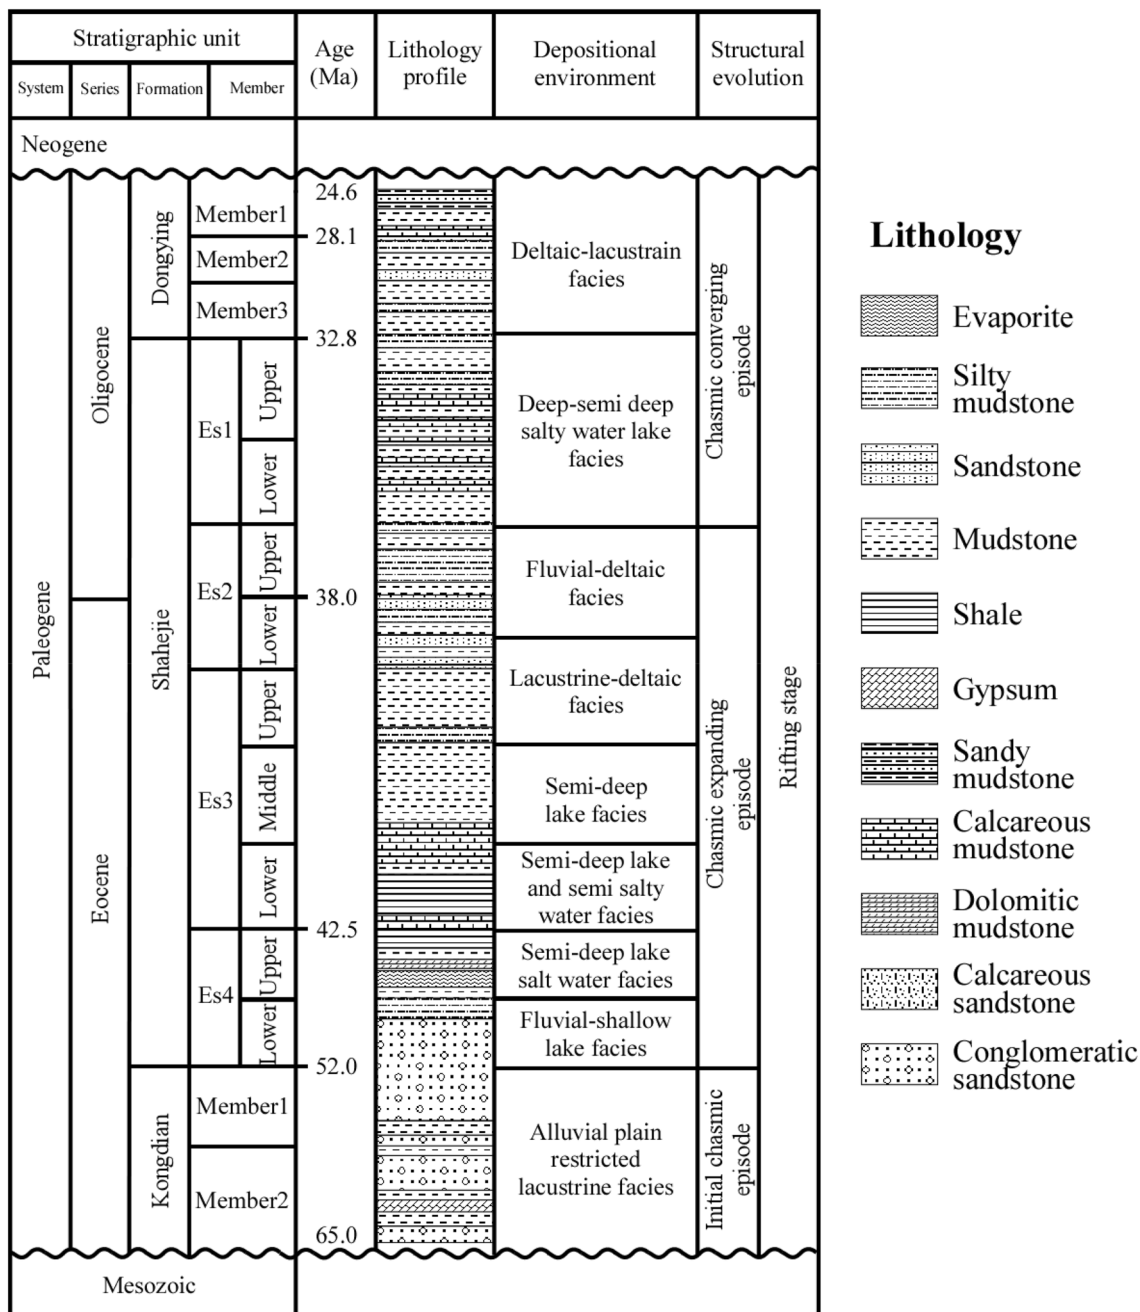 Stratigraphic unit
System
Series
Formation
Member
Age
(Ma)
Lithology
profile
Depositional
environment
Structural
evolution
Neogene
Paleogene
Oligocene
Eocene
Dongying
Member1
Member2
Member3
Shahejie
Es1
Upper
Lower
Es2
Upper
Lower
Es3
Upper
Middle
Lower
Es4
Upper
Lower
Kongdian
Member1
Member2
24.6
28.1
32.8
38.0
42.5
52.0
65.0
Deltaic-lacustrain
facies
Deep-semi deep
salty water lake
facies
Fluvial-deltaic
facies
Lacustrine-deltaic
facies
Semi-deep
lake facies
Semi-deep lake
and semi salty
water facies
Semi-deep lake
salt water facies
Fluvial-shallow
lake facies
Alluvial plain
restricted
lacustrine facies
Chasmic converging
episode
Chasmic expanding
episode
Initial chasmic
episode
Rifting stage
Mesozoic
Lithology
Evaporite
Silty
mudstone
Sandstone
Mudstone
Shale
Gypsum
Sandy
mudstone
Calcareous
mudstone
Dolomitic
mudstone
Calcareous
sandstone
Conglomeratic
sandstone